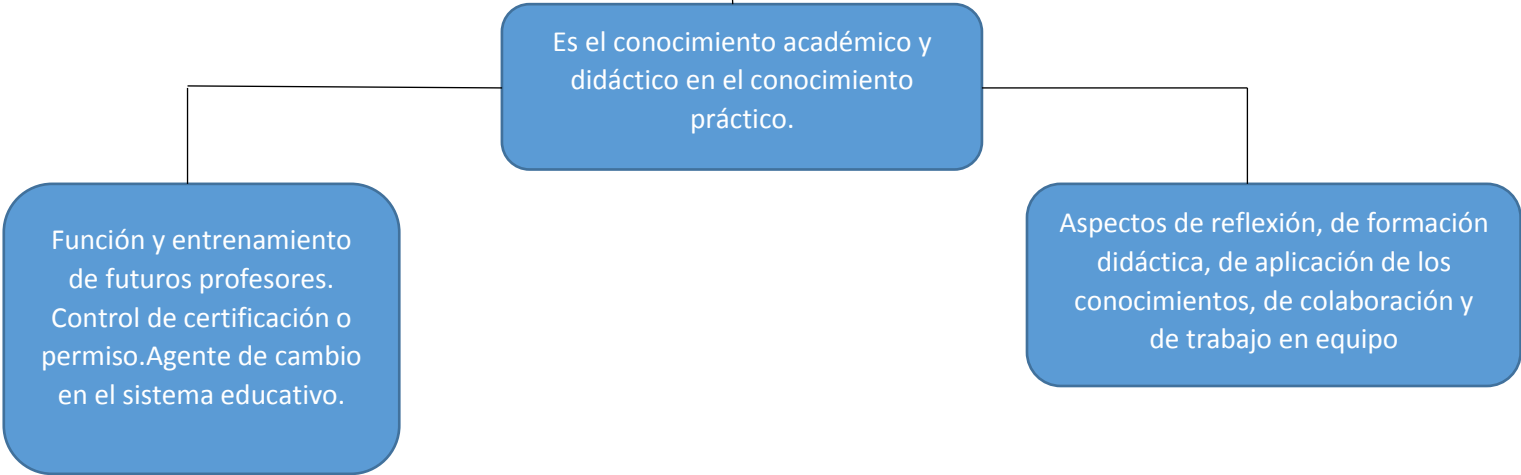 Es el conocimiento académico y
didáctico en el conocimiento
práctico.
Función y entrenamiento
de futuros profesores.
Control de certificación o
permiso.Agente de cambio
en el sistema educativo.
Aspectos de reflexión, de formación
didáctica, de aplicación de los
conocimientos, de colaboración y
de trabajo en equipo